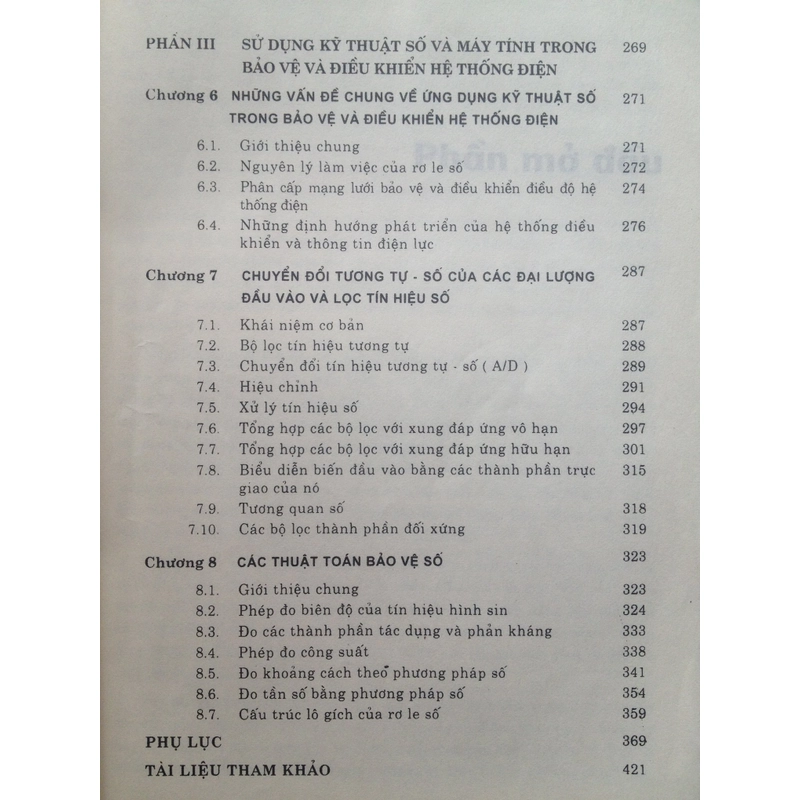 PHẦN III SỬ DỤNG KỸ THUẬT SỐ VÀ MÁY TÍNH TRONG 269
BẢO VỆ VÀ ĐIỀU KHIỂN HỆ THỐNG ĐIỆN
Chương 6 NHỮNG VẤN ĐỀ CHUNG VỀ ỨNG DỤNG KỸ THUẬT SỐ 271
TRONG BẢO VỆ VÀ ĐIỀU KHIỂN HỆ THỐNG ĐIỆN
6.1. Giới thiệu chung 271
6.2. Nguyên lý làm việc của rơ le số 272
6.3. Phân cấp mạng lưới bảo vệ và điều khiển điều độ hệ 274
thống điện
6.4. Những định hướng phát triển của hệ thống điều 276
khiển và thông tin điện lực
Chương 7 CHUYỂN ĐỔI TƯƠNG TỰ - SỐ CỦA CÁC ĐẠI LƯỢNG 287
ĐẦU VÀO VÀ LỌC TÍN HIỆU SỐ
7.1. Khái niệm cơ bản 287
7.2. Bộ lọc tín hiệu tương tự 288
7.3. Chuyển đổi tín hiệu tương tự - số ( A/D ) 289
7.4. Hiệu chỉnh 291
7.5. Xử lý tín hiệu số 294
7.6. Tổng hợp các bộ lọc với xung đáp ứng vô hạn 297
7.7. Tổng hợp các bộ lọc với xung đáp ứng hữu hạn 301
7.8. Biểu diễn biến đầu vào bằng các thành phần trực 315
giao của nó
7.9. Tương quan số 318
7.10. Các bộ lọc thành phần đối xứng 319
Chương 8 CÁC THUẬT TOÁN BẢO VỆ SỐ 323
8.1. Giới thiệu chung 323
8.2. Phép đo biên độ của tín hiệu hình sin 324
8.3. Đo các thành phần tác dụng và phản kháng 333
8.4. Phép đo công suất 338
8.5. Đo khoảng cách theo phương pháp số 341
8.6. Đo tần số bằng phương pháp số 354
8.7. Cấu trúc lô gích của rơ le số 359
PHỤ LỤC 369
TÀI LIỆU THAM KHẢO 421
Phần mở đầu